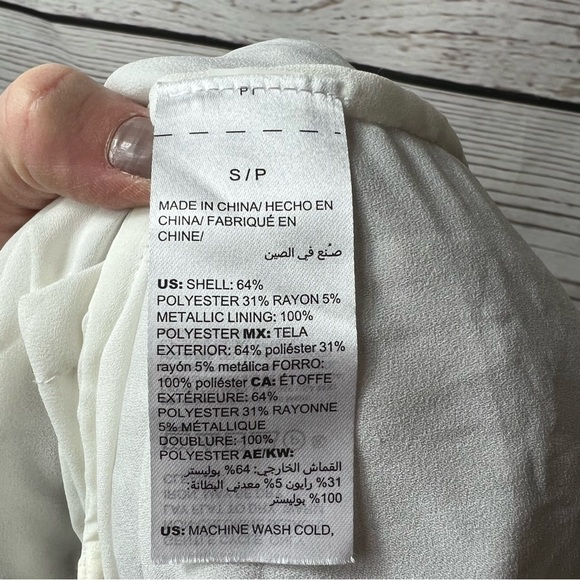 S / P
MADE IN CHINA/ HECHO EN
CHINA/ FABRIQUÉ EN
CHINE/
صُنع في الصين
US: SHELL: 64%
POLYESTER 31% RAYON 5%
METALLIC LINING: 100%
POLYESTER MX: TELA
EXTERIOR: 64% poliéster 31%
rayón 5% metálica FORRO:
100% poliéster CA: ÉTOFFE
EXTÉRIEURE: 64%
POLYESTER 31% RAYONNE
5% MÉTALLIQUE
DOUBLURE: 100%
POLYESTER AE/KW:
القماش الخارجي: 64% بوليستر
31% رايون 5% معدني البطانة:
100% بوليستر
US: MACHINE WASH COLD,